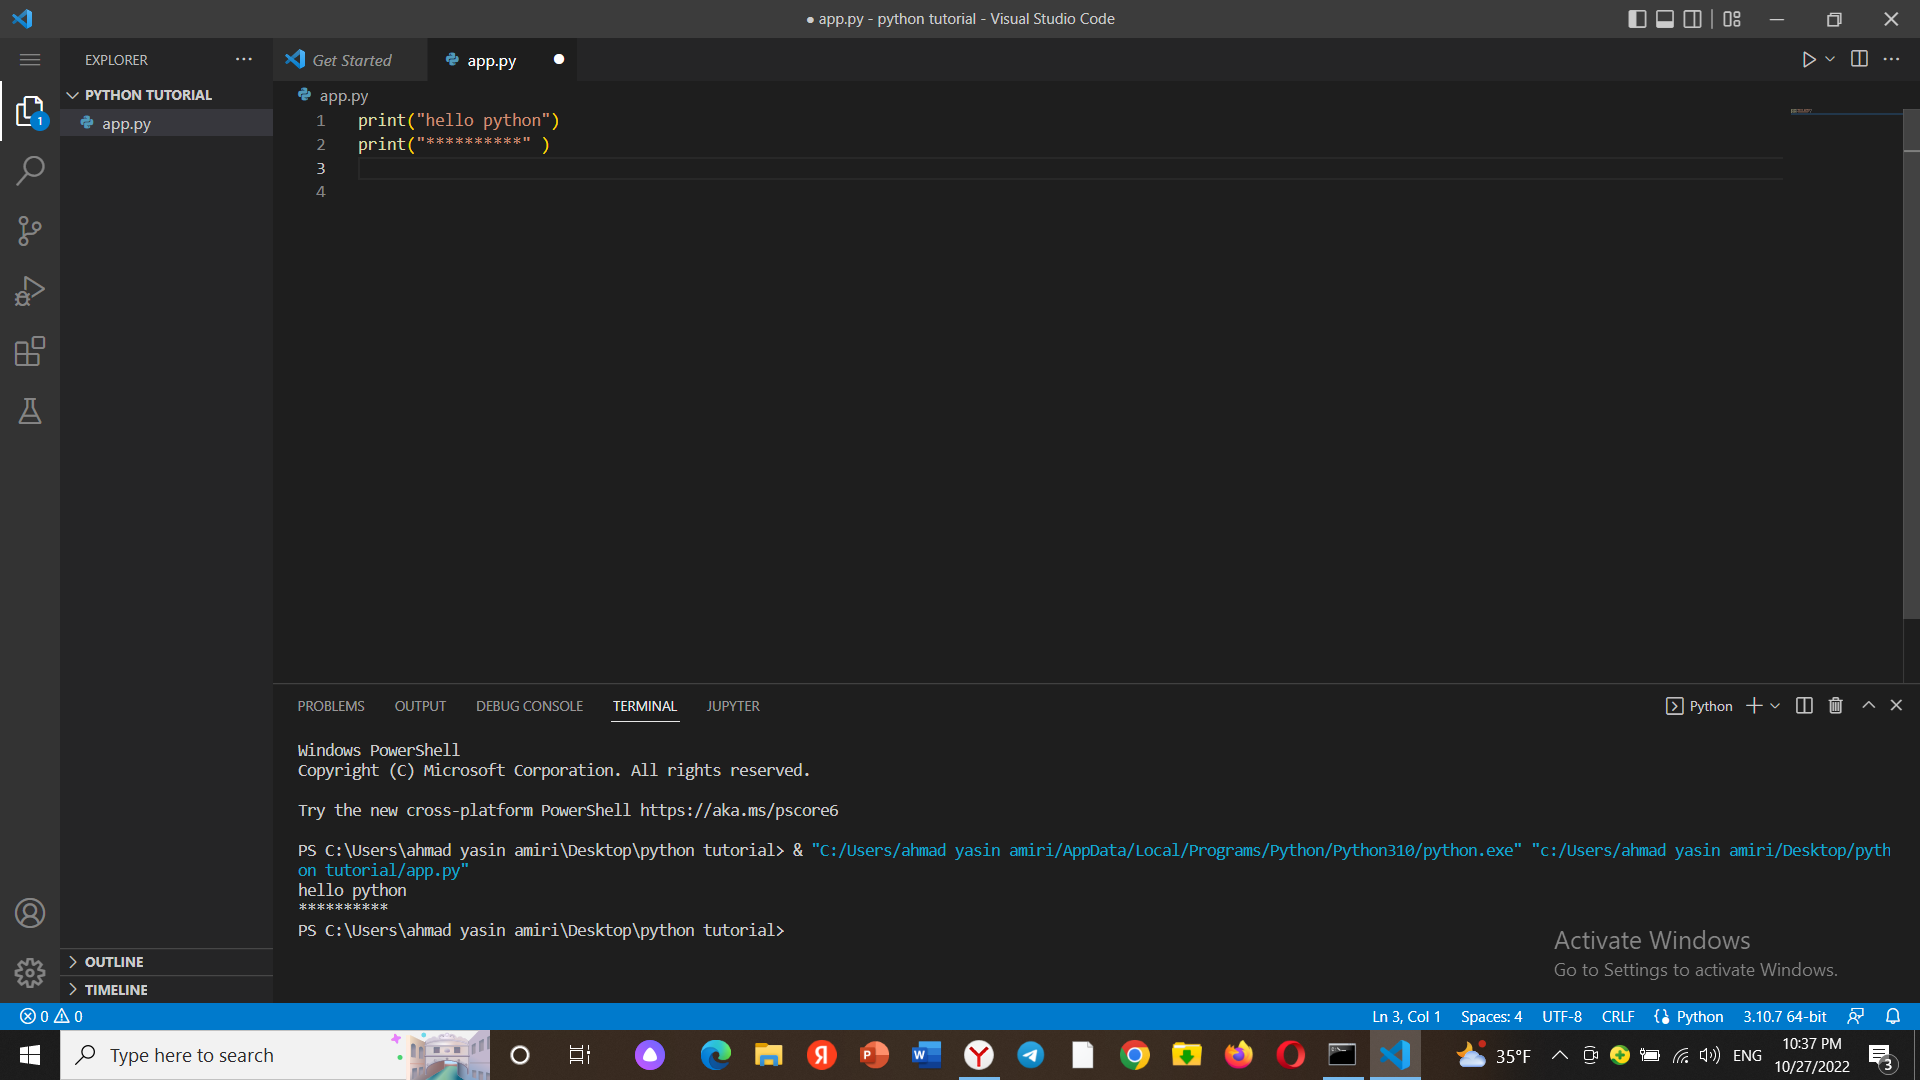 ● app.py - python tutorial - Visual Studio Code
EXPLORER
Get Started
app.py
PYTHON TUTORIAL
app.py
1
app.py
1 print("hello python")
2 print("**********" )
3
4
PROBLEMS OUTPUT DEBUG CONSOLE TERMINAL JUPYTER
Python
Windows PowerShell
Copyright (C) Microsoft Corporation. All rights reserved.
Try the new cross-platform PowerShell https://aka.ms/pscore6
PS C:\Users\ahmad yasin amiri\Desktop\python tutorial> & "C:/Users/ahmad yasin amiri/AppData/Local/Programs/Python/Python310/python.exe" "c:/Users/ahmad yasin amiri/Desktop/pyth
on tutorial/app.py"
hello python
**********
PS C:\Users\ahmad yasin amiri\Desktop\python tutorial>
Activate Windows
Go to Settings to activate Windows.
OUTLINE
TIMELINE
0 0 Ln 3, Col 1 Spaces: 4 UTF-8 CRLF Python 3.10.7 64-bit
Type here to search
Я
P
W
Y
35°F
ENG
10:37 PM
10/27/2022
3